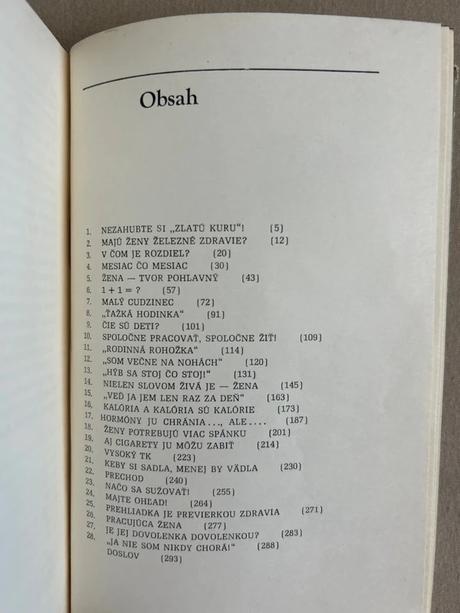 Obsah
1. NEZAHUBTE SI „ZLATÚ KURU“! (5)
2. MAJÚ ŽENY ŽELEZNÉ ZDRAVIE? (12)
3. V ČOM JE ROZDIEL? (20)
4. MESIAC ČO MESIAC (30)
5. ŽENA — TVOR POHLAVNÝ (43)
6. 1 + 1 = ? (57)
7. MALÝ CUDZINEC (72)
8. „ŤAŽKÁ HODINKA“ (91)
9. ČIE SÚ DETI? (101)
10. SPOLOČNE PRACOVAŤ, SPOLOČNE ŽIŤ! (109)
11. „RODINNÁ ROHOŽKA“ (114)
12. „SOM VEČNE NA NOHÁCH“ (120)
13. „HÝB SA STOJ ČO STOJ!“ (131)
14. NIELEN SLOVOM ŽIVÁ JE — ŽENA (145)
15. „VEĎ JA JEM LEN RAZ ZA DEŇ“ (163)
16. KALÓRIA A KALÓRIA SÚ KALÓRIE (173)
17. HORMÓNY JU CHRÁNIA..., ALE.... (187)
18. ŽENY POTREBUJÚ VIAC SPÁNKU (201)
19. AJ CIGARETY JU MÔŽU ZABIŤ (214)
20. VYSOKÝ TK (223)
21. KEBY SI SADLA, MENEJ BY VÄDLA (230)
22. PRECHOD (240)
23. NAČO SA SUŽOVAŤ! (255)
24. MAJTE OHĽAD! (264)
25. PREHLIADKA JE PREVIERKOU ZDRAVIA (271)
26. PRACUJÚCA ŽENA (277)
27. JE JEJ DOVOLENKA DOVOLENKOU? (283)
28. „JA NIE SOM NIKDY CHORÁ!“ (288)
DOSLOV (293)